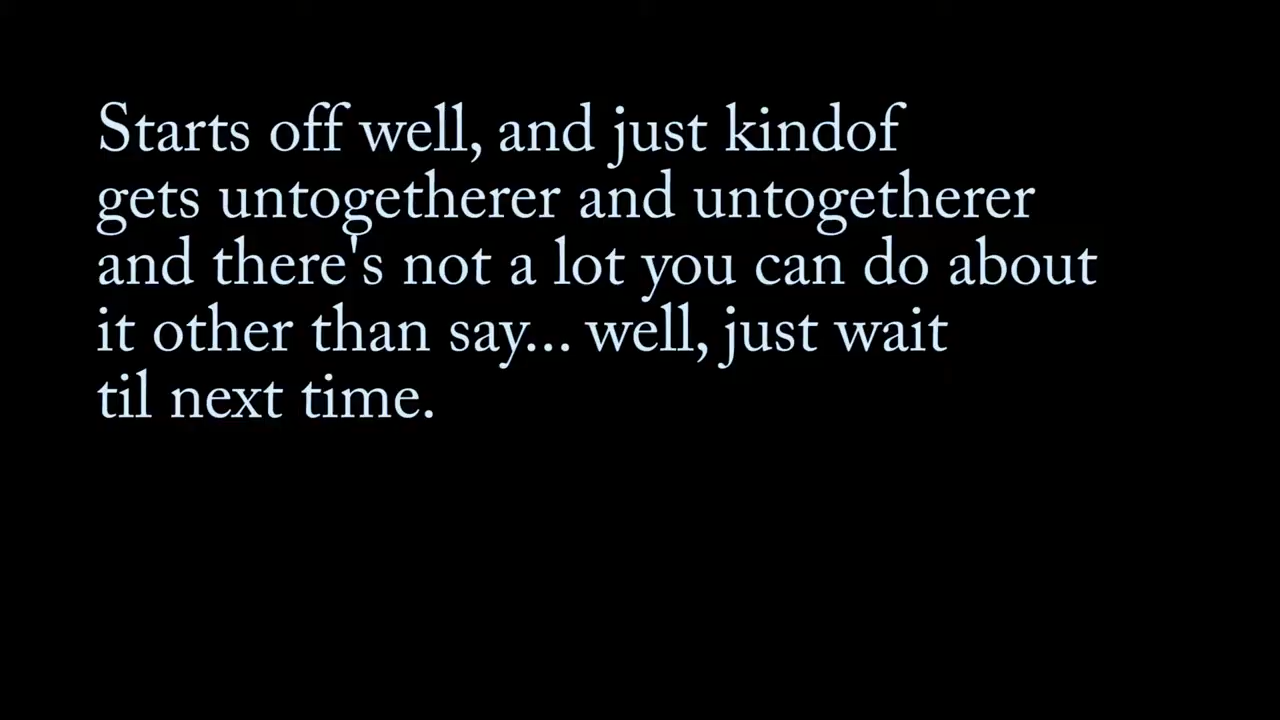 Starts off well, and just kindof
gets untogetherer and untogetherer
and there's not a lot you can do about
it other than say... well, just wait
til next time.